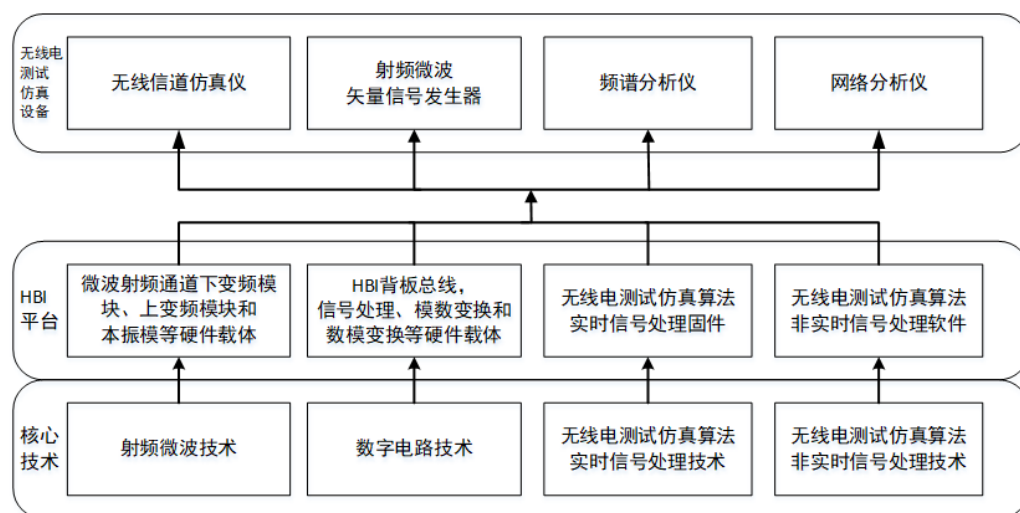 无线电
测试
仿真
设备
无线信道仿真仪
射频微波
矢量信号发生器
频谱分析仪
网络分析仪
HBI
平台
微波射频通道下变频模
块、上变频模块和
本振模等硬件载体
HBI背板总线，
信号处理、模数变换和
数模变换等硬件载体
无线电测试仿真算法
实时信号处理固件
无线电测试仿真算法
非实时信号处理软件
核心
技术
射频微波技术
数字电路技术
无线电测试仿真算法
实时信号处理技术
无线电测试仿真算法
非实时信号处理技术